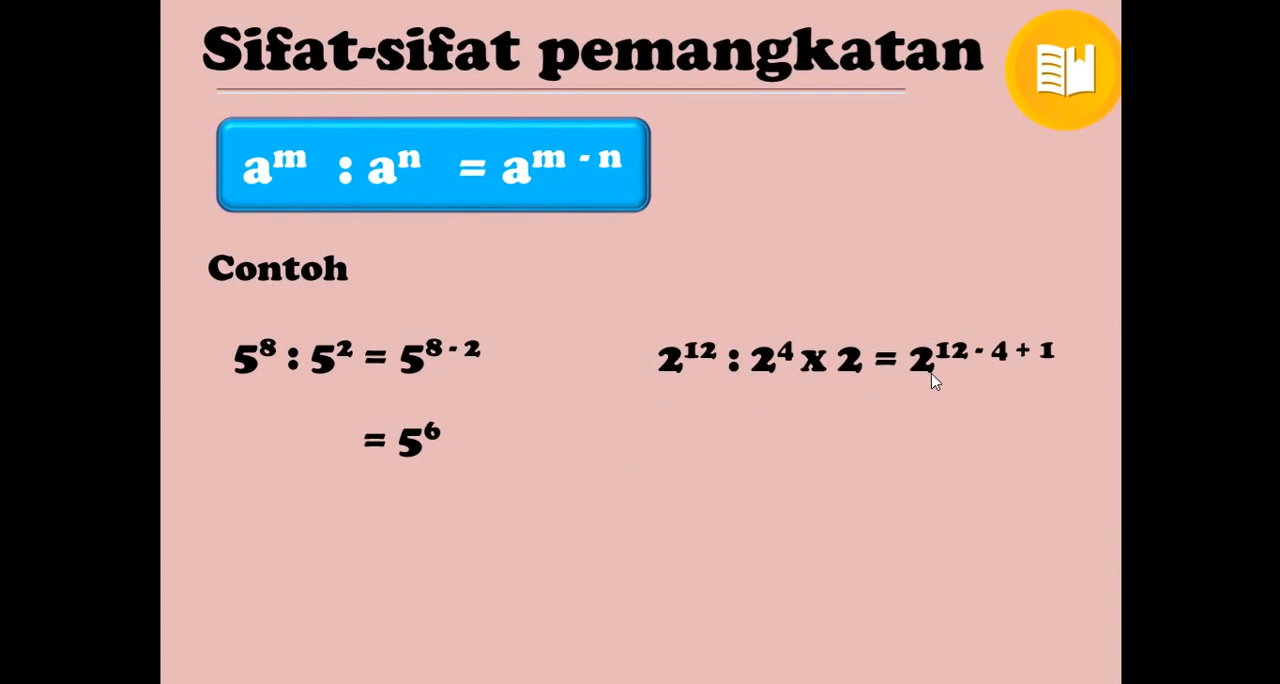 Sifat-sifat pemangkatan
aᵐ : aⁿ = aᵐ ⁻ ⁿ
Contoh
5⁸ : 5² = 5⁸ ⁻ ²
= 5⁶
2¹² : 2⁴ x 2 = 2¹² ⁻ ⁴ ⁺ ¹